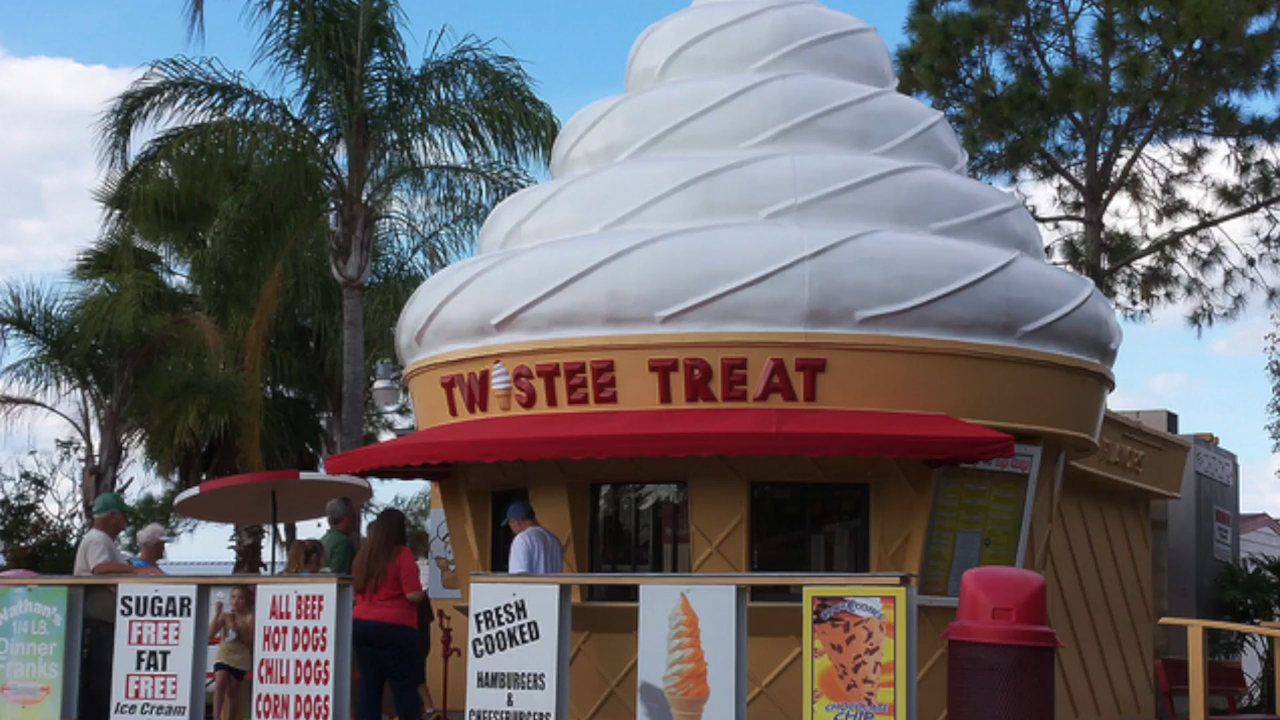 TWISTEE TREAT
Nathan's
1/4 LB.
Dinner
Franks
SUGAR
FREE
FAT
FREE
Ice Cream
ALL BEEF
HOT DOGS
CHILI DOGS
CORN DOGS
FRESH
COOKED
HAMBURGERS
&
CHEESEBURGERS
CHOCOLATE
CHIP